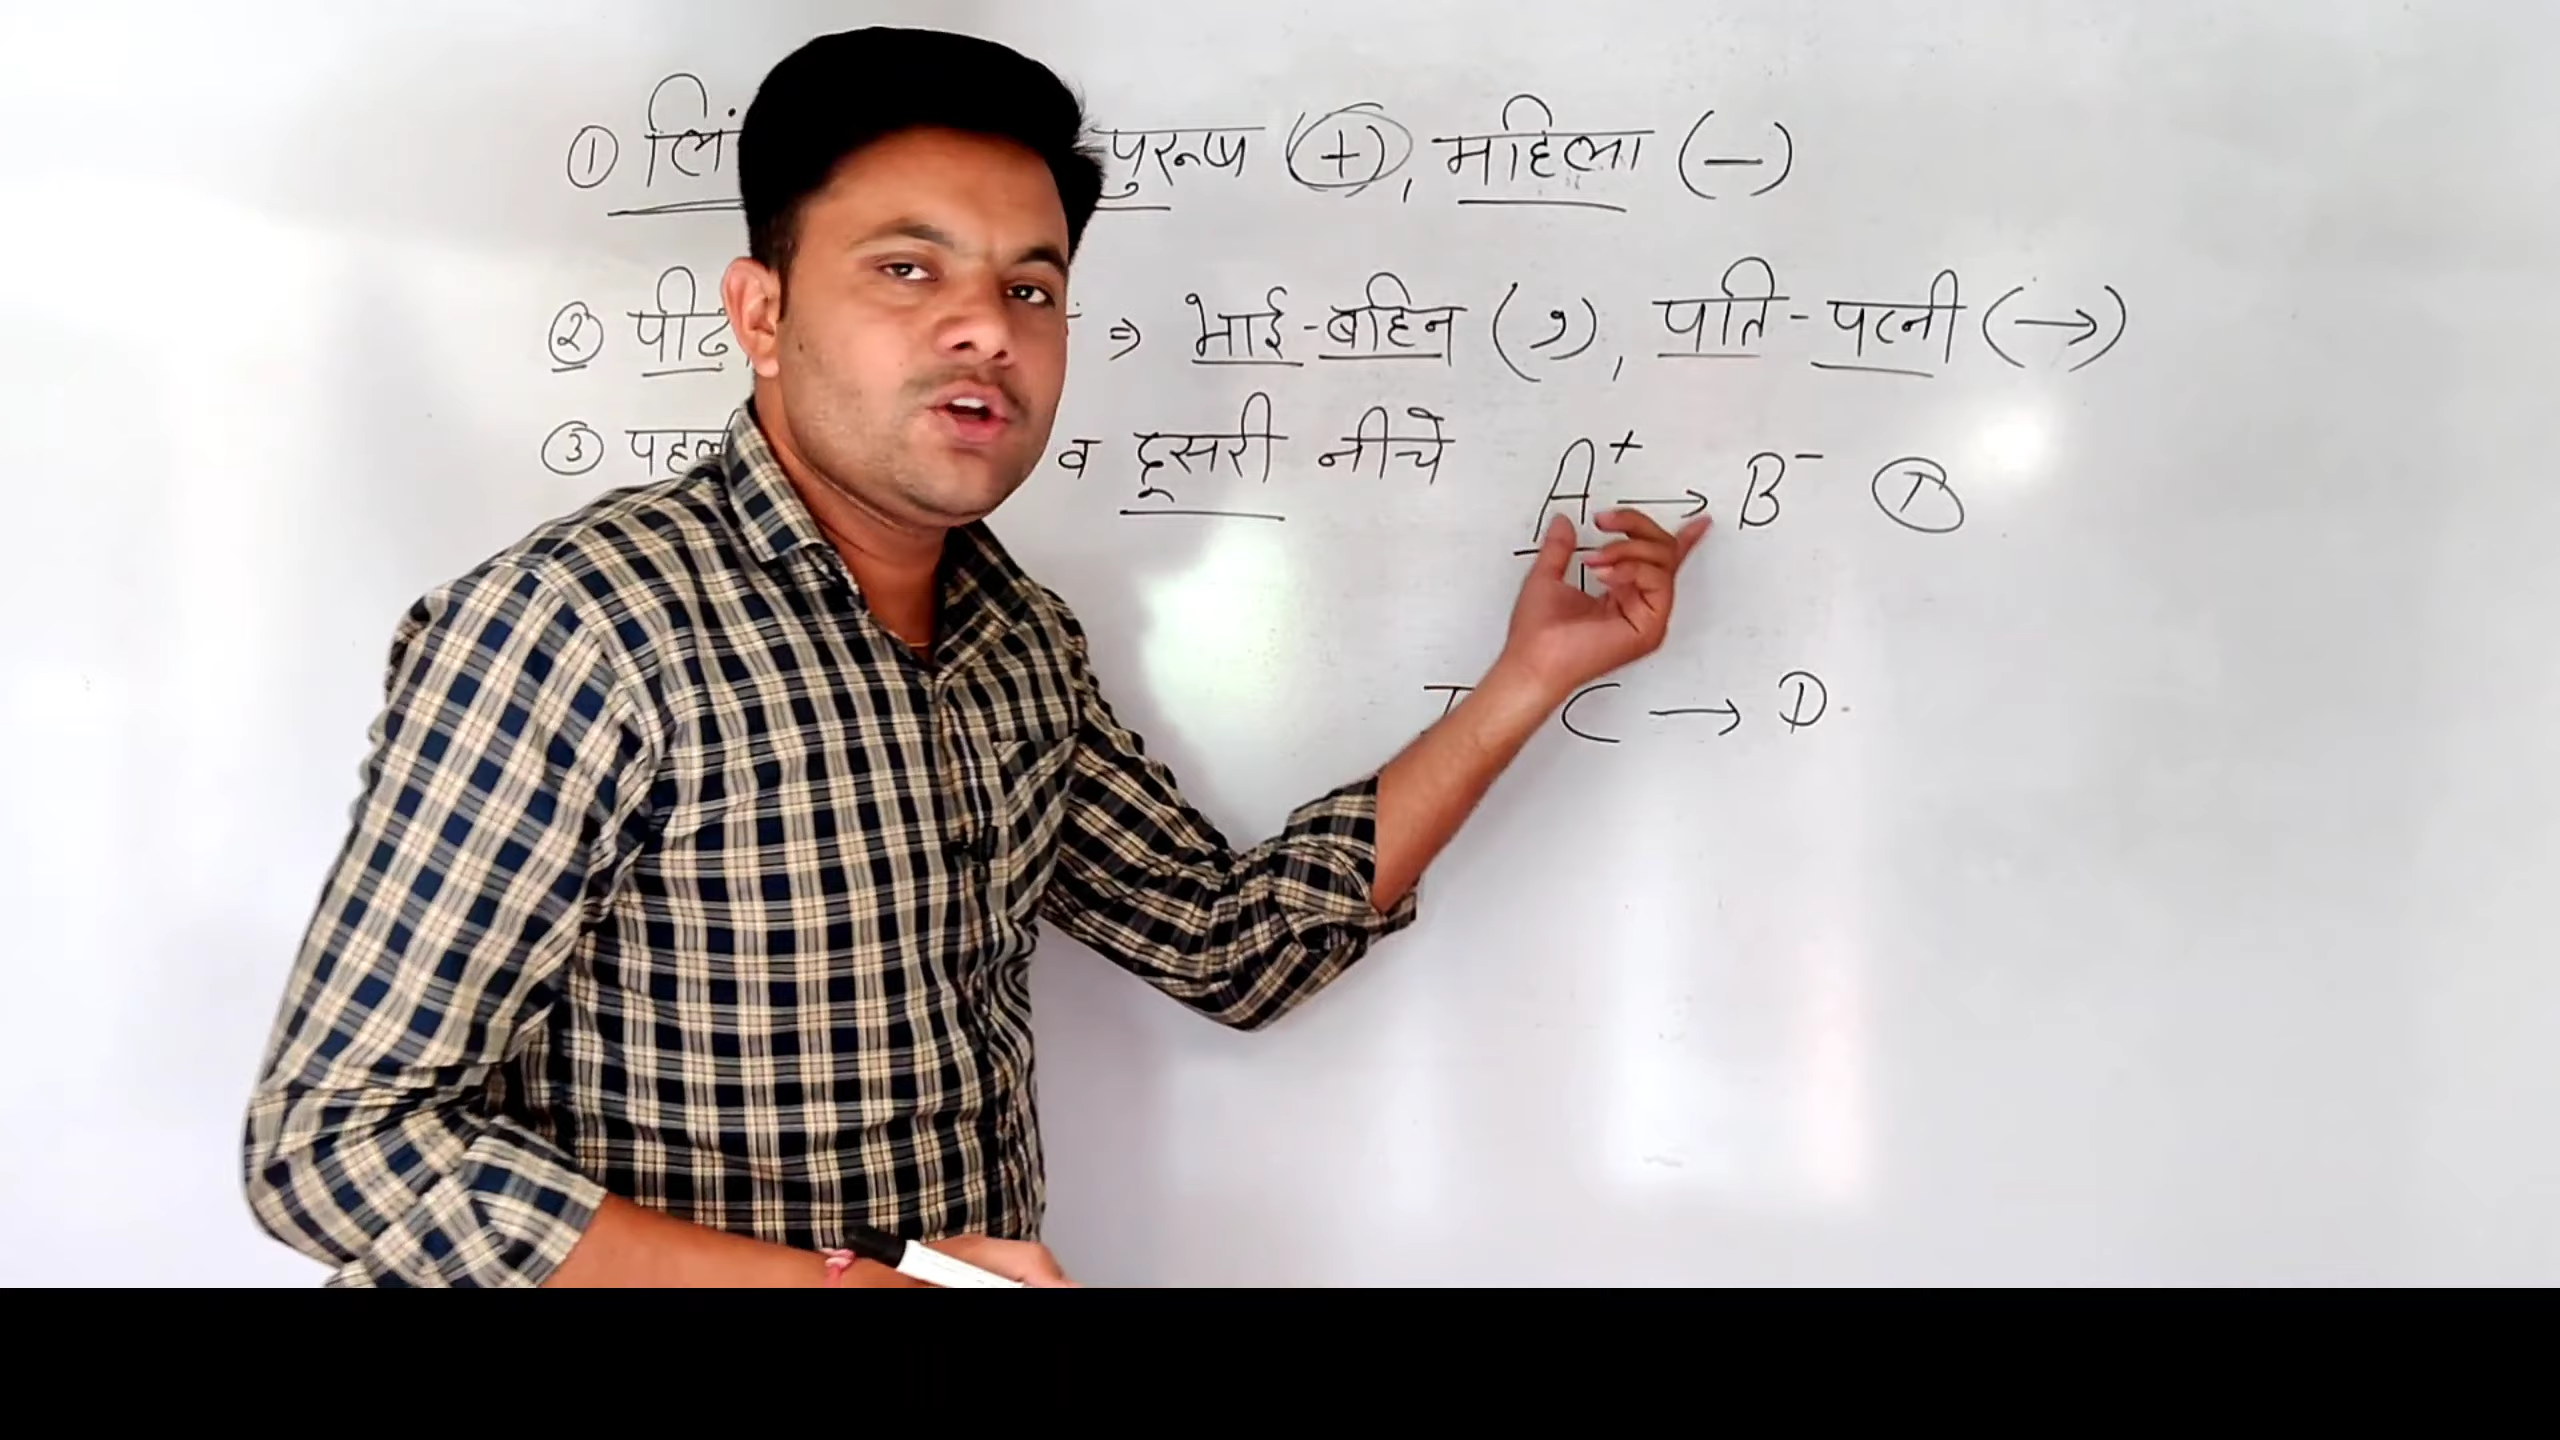 ① लिं पुरूष (+), महिला (—)
② पीढ़ ⇒ भाई-बहिन (و), पति-पत्नी (→)
③ पहल व दूसरी नीचे
A⁺ → B⁻
C → D